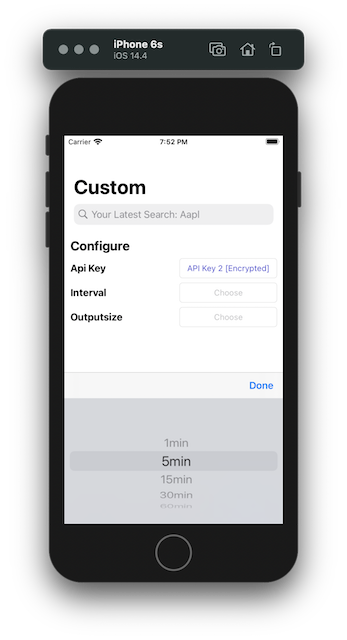 iPhone 6s
iOS 14.4
Carrier 7:52 PM
Custom
Your Latest Search: Aapl
Configure
Api Key API Key 2 [Encrypted]
Interval Choose
Outputsize Choose
Done
1min
5min
15min
30min
60min